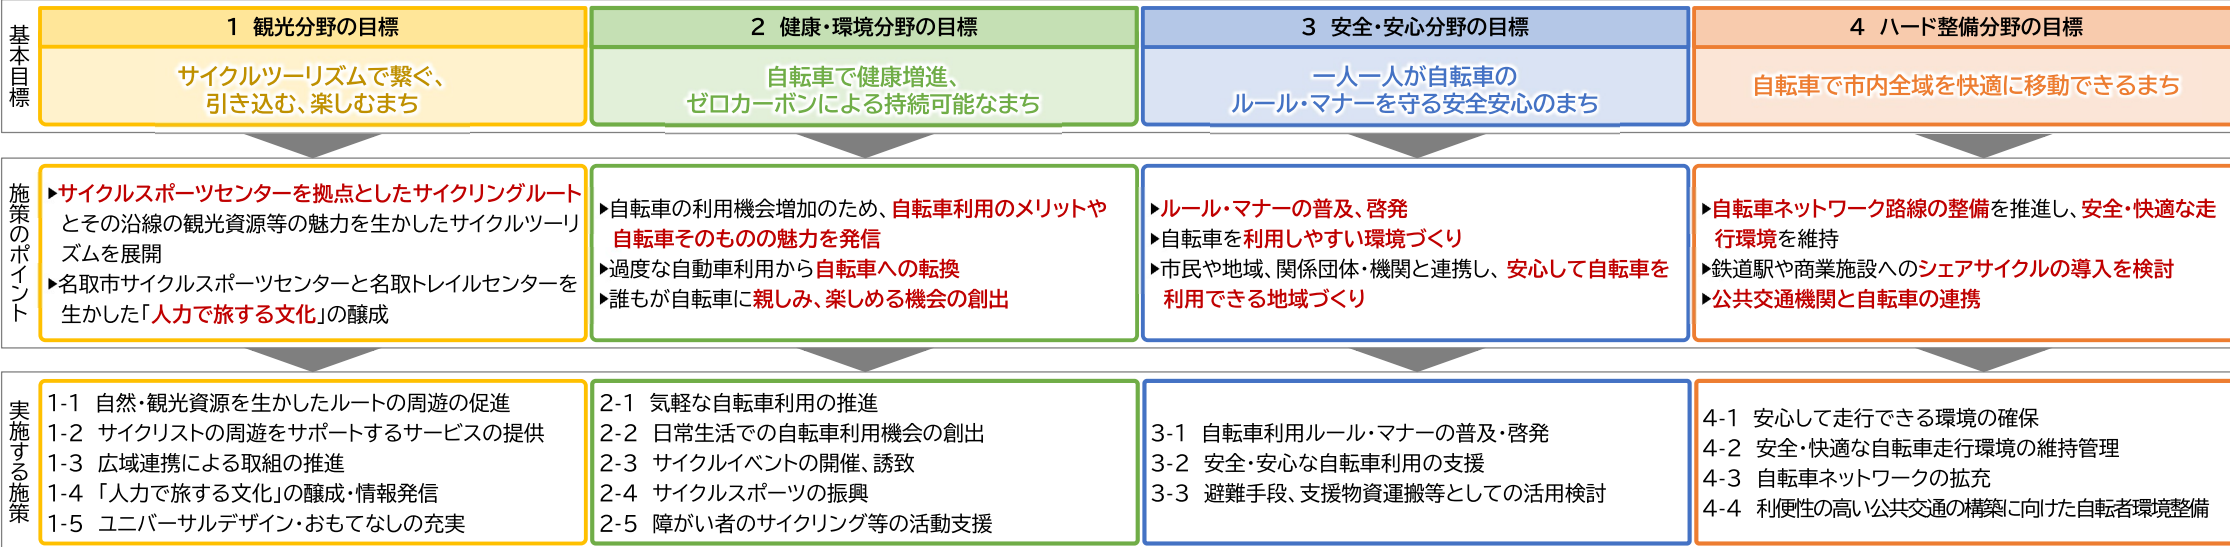 基本目標
1 観光分野の目標
サイクルツーリズムで繋ぐ、
引き込む、楽しむまち
2 健康・環境分野の目標
自転車で健康増進、
ゼロカーボンによる持続可能なまち
3 安全・安心分野の目標
一人一人が自転車の
ルール・マナーを守る安全安心のまち
4 ハード整備分野の目標
自転車で市内全域を快適に移動できるまち
施策のポイント
▶サイクルスポーツセンターを拠点としたサイクリングルート
とその沿線の観光資源等の魅力を生かしたサイクルツーリ
ズムを展開
▶名取市サイクルスポーツセンターと名取トレイルセンターを
生かした「人力で旅する文化」の醸成
▶自転車の利用機会増加のため、自転車利用のメリットや
自転車そのものの魅力を発信
▶過度な自動車利用から自転車への転換
▶誰もが自転車に親しみ、楽しめる機会の創出
▶ルール・マナーの普及、啓発
▶自転車を利用しやすい環境づくり
▶市民や地域、関係団体・機関と連携し、安心して自転車を
利用できる地域づくり
▶自転車ネットワーク路線の整備を推進し、安全・快適な走
行環境を維持
▶鉄道駅や商業施設へのシェアサイクルの導入を検討
▶公共交通機関と自転車の連携
実施する施策
1-1 自然・観光資源を生かしたルートの周遊の促進
1-2 サイクリストの周遊をサポートするサービスの提供
1-3 広域連携による取組の推進
1-4 「人力で旅する文化」の醸成・情報発信
1-5 ユニバーサルデザイン・おもてなしの充実
2-1 気軽な自転車利用の推進
2-2 日常生活での自転車利用機会の創出
2-3 サイクルイベントの開催、誘致
2-4 サイクルスポーツの振興
2-5 障がい者のサイクリング等の活動支援
3-1 自転車利用ルール・マナーの普及・啓発
3-2 安全・安心な自転車利用の支援
3-3 避難手段、支援物資運搬等としての活用検討
4-1 安心して走行できる環境の確保
4-2 安全・快適な自転車走行環境の維持管理
4-3 自転車ネットワークの拡充
4-4 利便性の高い公共交通の構築に向けた自転者環境整備